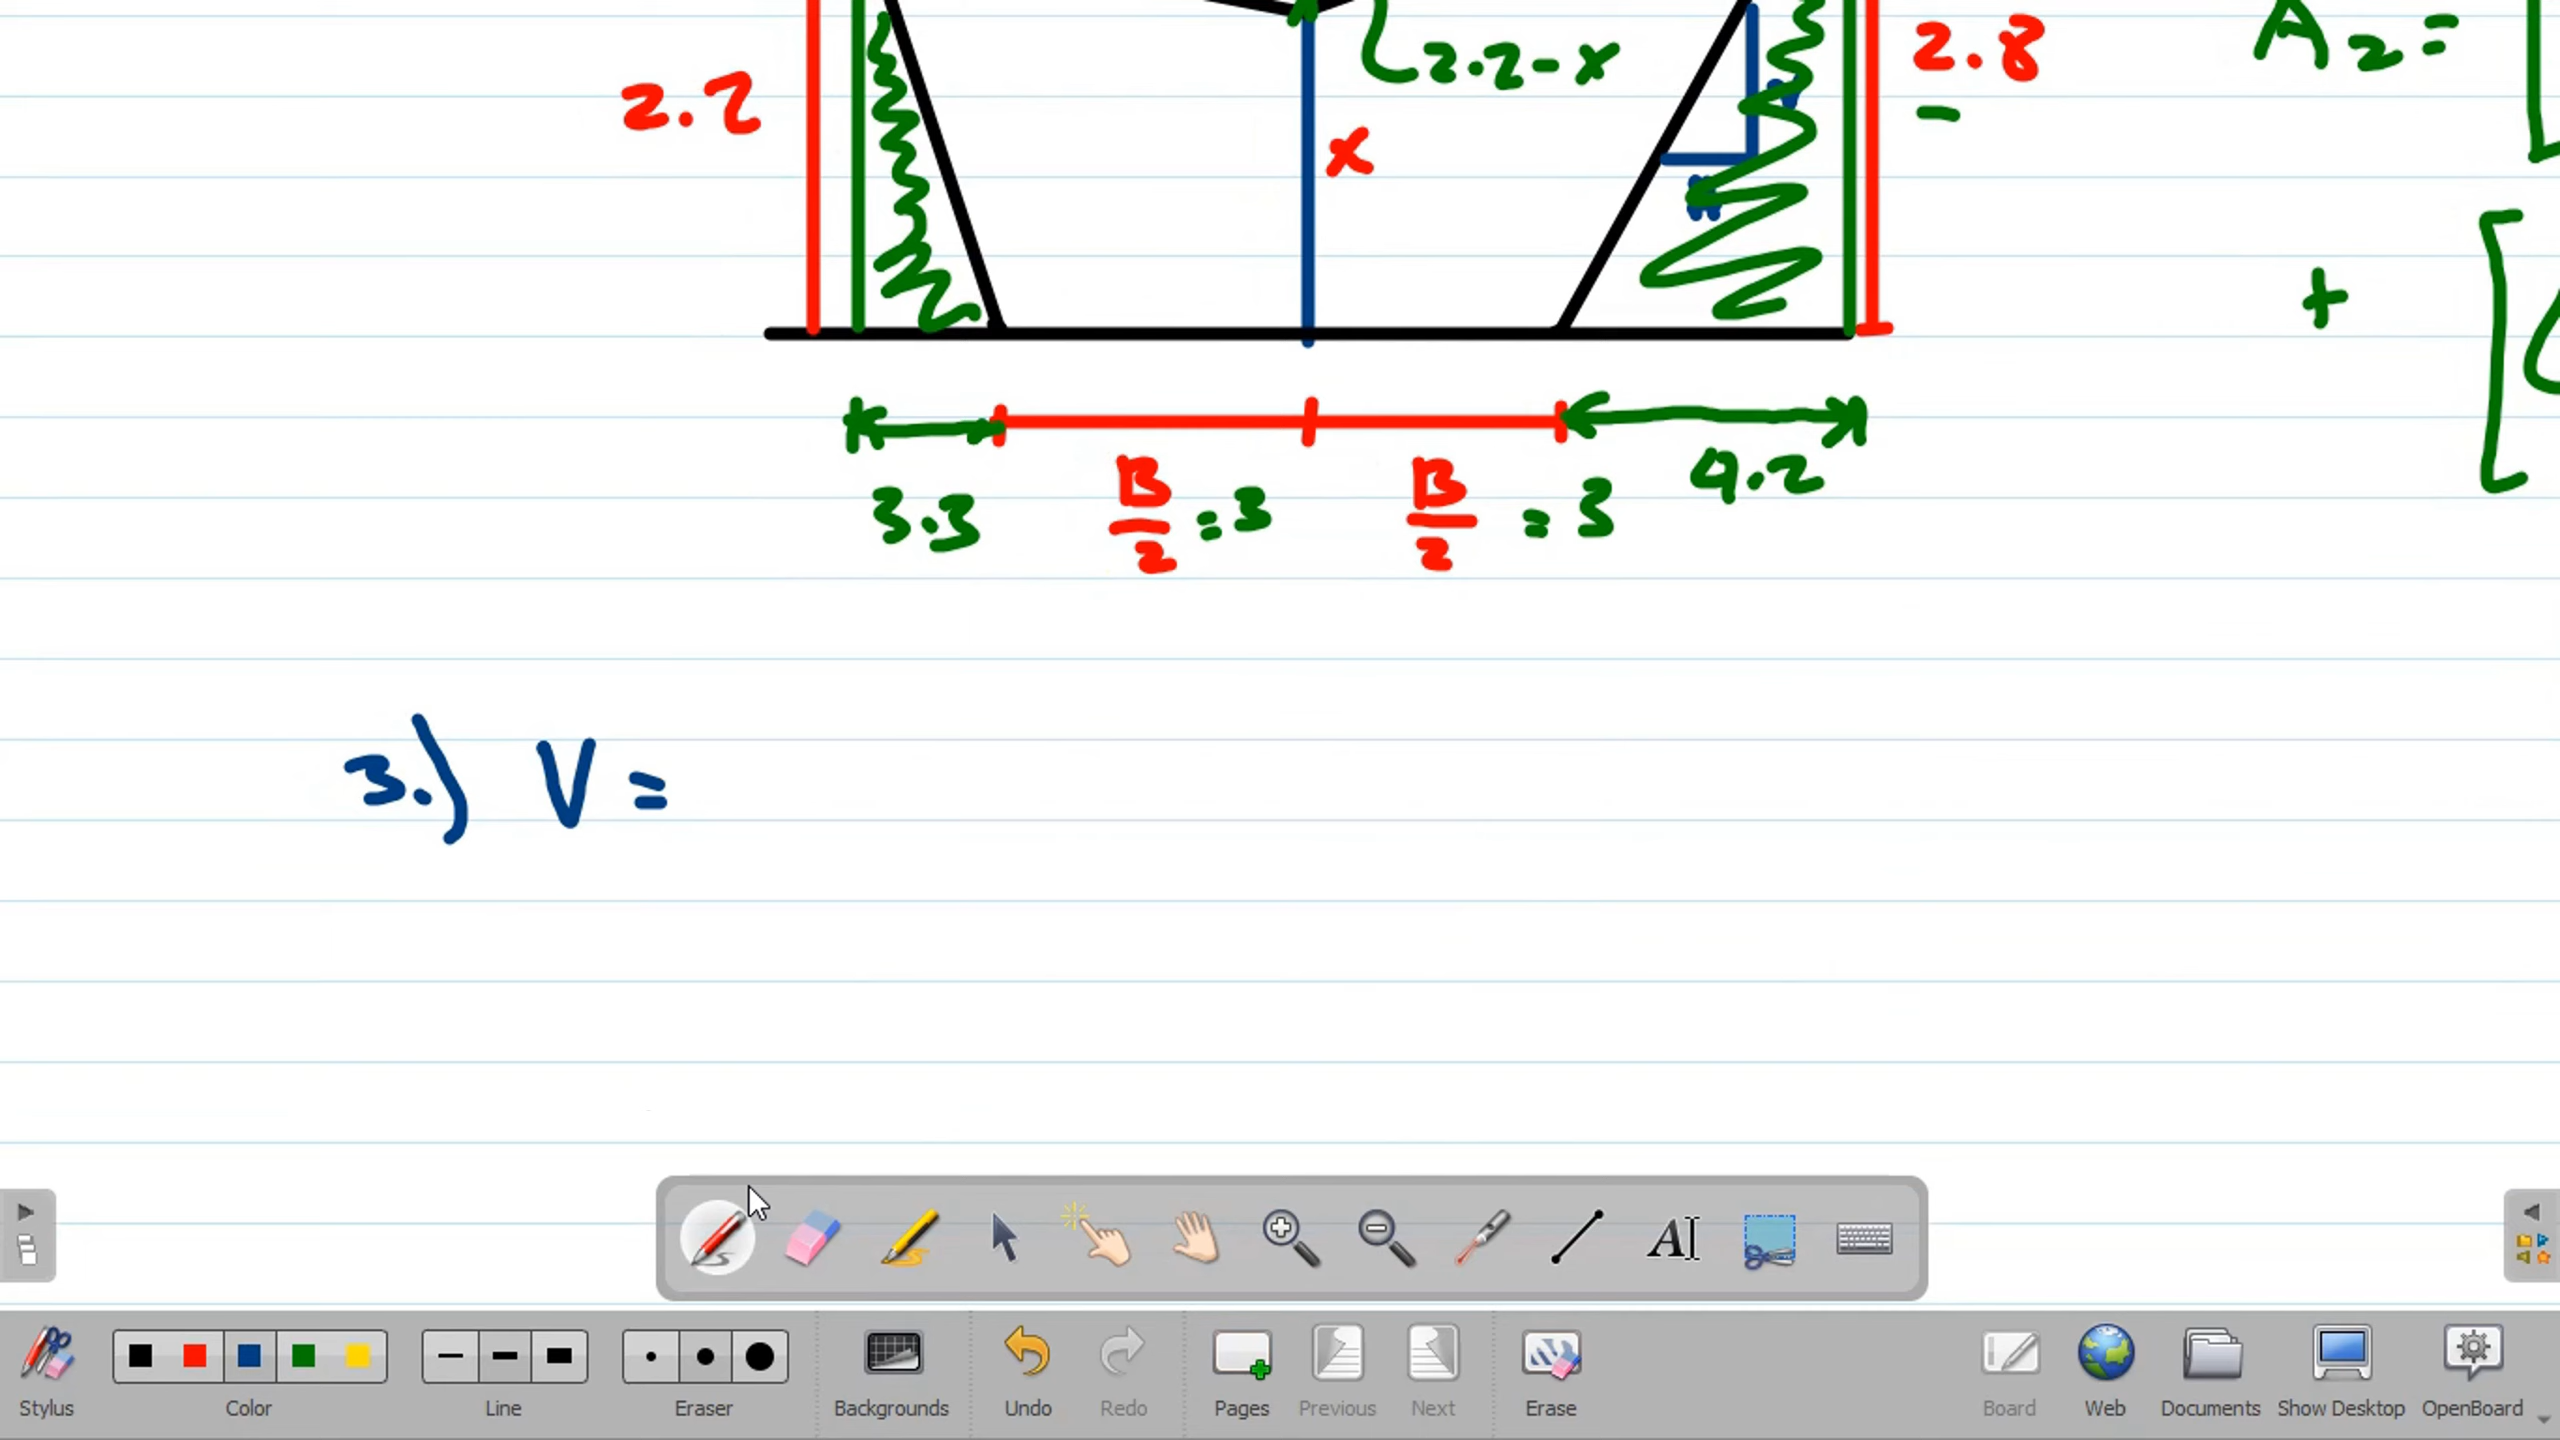 2.2
2.2-x
x
2.8
A2=
+
3.3
B/2 =3
B/2 = 3
4.2
3.) V=
Stylus
Color
Line
Eraser
Backgrounds
Undo
Redo
Pages
Previous
Next
Erase
Board
Web
Documents
Show Desktop
OpenBoard